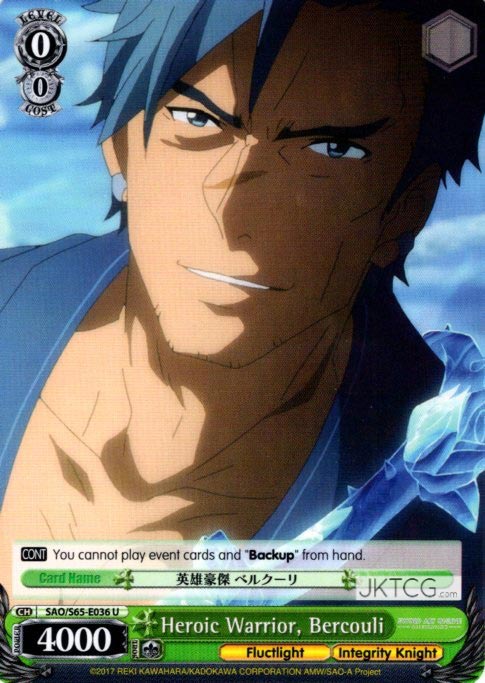 LEVEL
0
0
COST
CONT You cannot play event cards and "Backup" from hand.
Card Name 英雄豪傑 ベルクーリ
JKTCG.com
CH SAO/S65-E036 U
POWER 4000 SOUL
Heroic Warrior, Bercouli
Fluctlight Integrity Knight
©2017 REKI KAWAHARA/KADOKAWA CORPORATION AMW/SAO-A Project